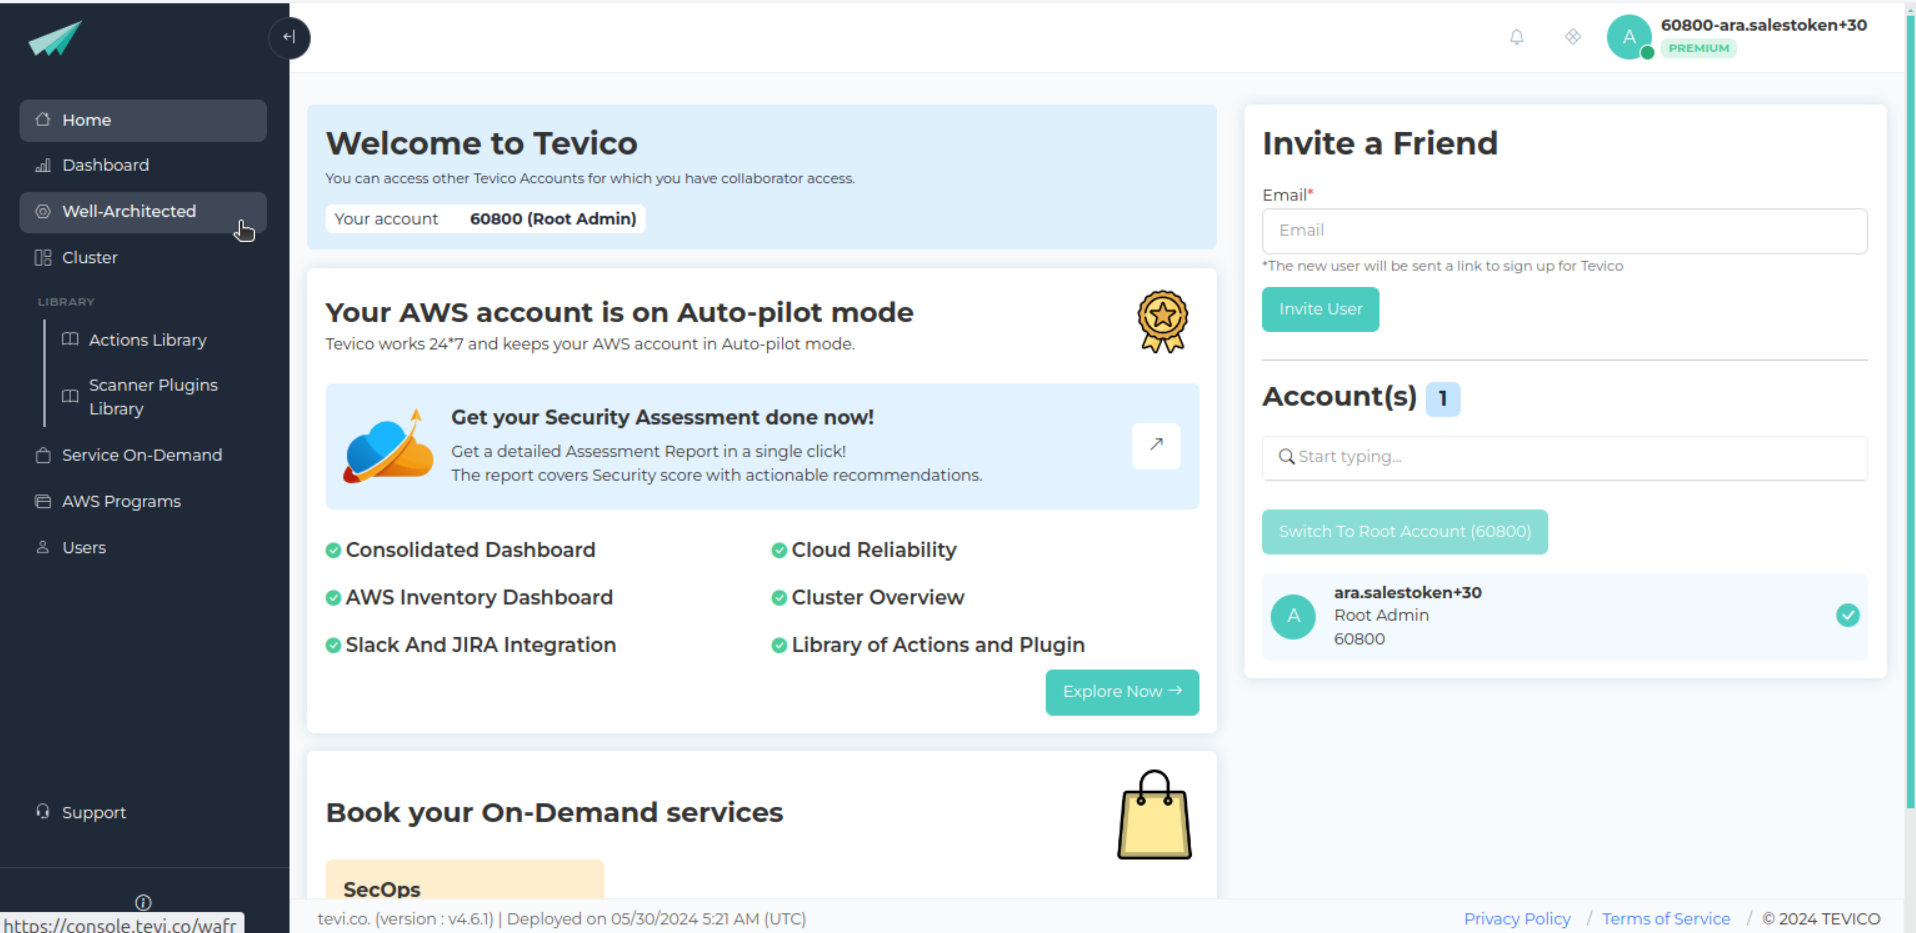 Home
Dashboard
Well-Architected
Cluster
LIBRARY
Actions Library
Scanner Plugins
Library
Service On-Demand
AWS Programs
Users
Support
https://console.tevi.co/wafr
A
60800-ara.salestoken+30
PREMIUM
Welcome to Tevico
You can access other Tevico Accounts for which you have collaborator access.
Your account 60800 (Root Admin)
Your AWS account is on Auto-pilot mode
Tevico works 24*7 and keeps your AWS account in Auto-pilot mode.
Get your Security Assessment done now!
Get a detailed Assessment Report in a single click!
The report covers Security score with actionable recommendations.
Consolidated Dashboard
Cloud Reliability
AWS Inventory Dashboard
Cluster Overview
Slack And JIRA Integration
Library of Actions and Plugin
Explore Now →
Book your On-Demand services
SecOps
Invite a Friend
Email*
Email
*The new user will be sent a link to sign up for Tevico
Invite User
Account(s) 1
Start typing...
Switch To Root Account (60800)
A
ara.salestoken+30
Root Admin
60800
tevi.co. (version : v4.6.1) | Deployed on 05/30/2024 5:21 AM (UTC)
Privacy Policy / Terms of Service / © 2024 TEVICO